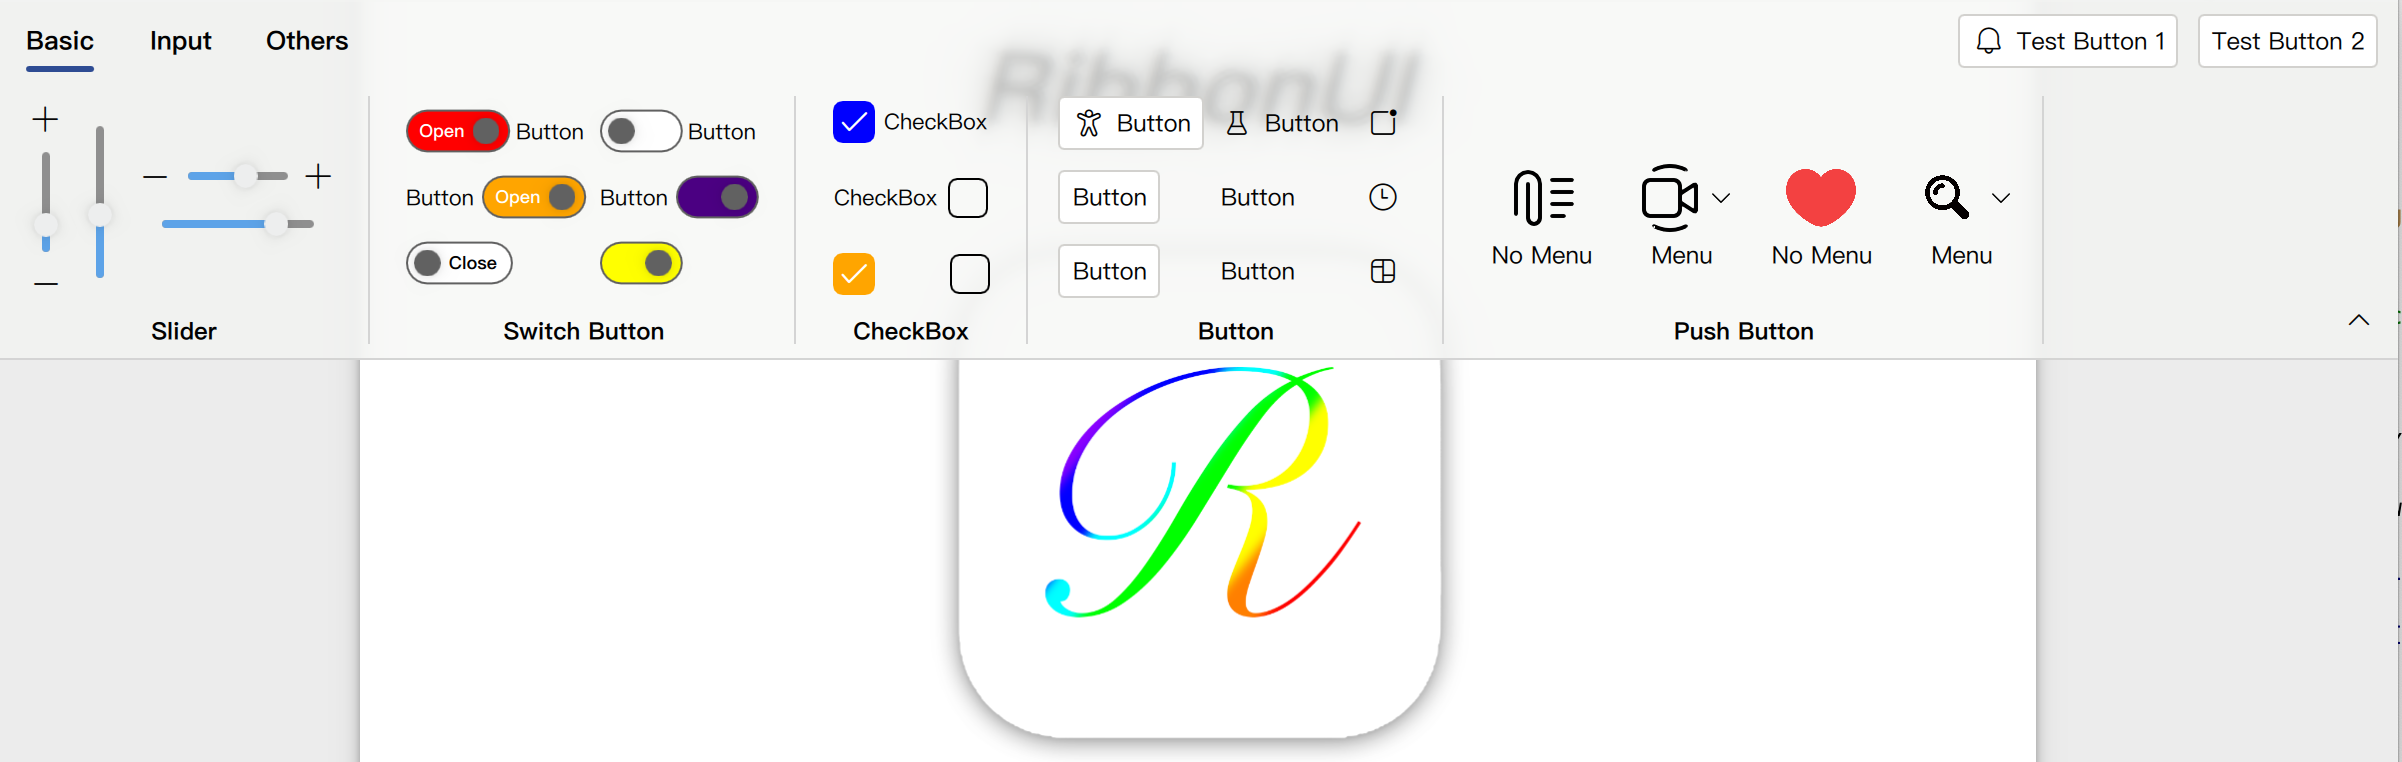 Basic Input Others
Test Button 1 Test Button 2
RibbonUI
Open Button Button
CheckBox
Button Button
Button Open Button
CheckBox
Button Button
Close
Button Button
No Menu Menu No Menu Menu
Slider Switch Button CheckBox Button Push Button
R